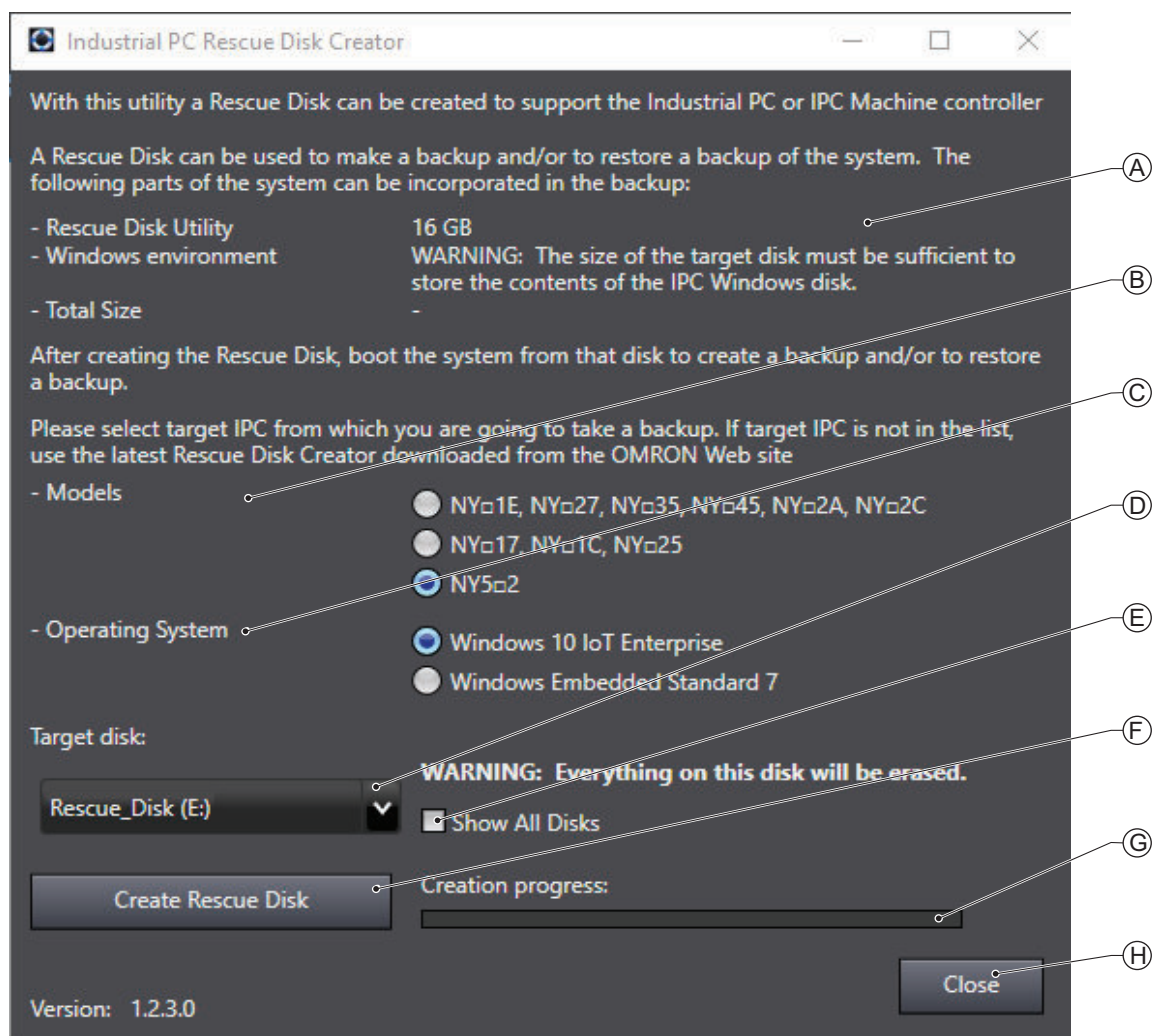 Industrial PC Rescue Disk Creator
With this utility a Rescue Disk can be created to support the Industrial PC or IPC Machine controller
A Rescue Disk can be used to make a backup and/or to restore a backup of the system. The
following parts of the system can be incorporated in the backup:
A
- Rescue Disk Utility 16 GB
- Windows environment WARNING: The size of the target disk must be sufficient to
store the contents of the IPC Windows disk.
B
- Total Size -
After creating the Rescue Disk, boot the system from that disk to create a backup and/or to restore
a backup.
C
Please select target IPC from which you are going to take a backup. If target IPC is not in the list,
use the latest Rescue Disk Creator downloaded from the OMRON Web site
- Models
NY□1E, NY□27, NY□35, NY□45, NY□2A, NY□2C
D
NY□17, NY□1C, NY□25
NY5□2
E
- Operating System
Windows 10 IoT Enterprise
Windows Embedded Standard 7
F
Target disk:
WARNING: Everything on this disk will be erased.
Rescue_Disk (E:)
Show All Disks
G
Create Rescue Disk
Creation progress:
H
Close
Version: 1.2.3.0